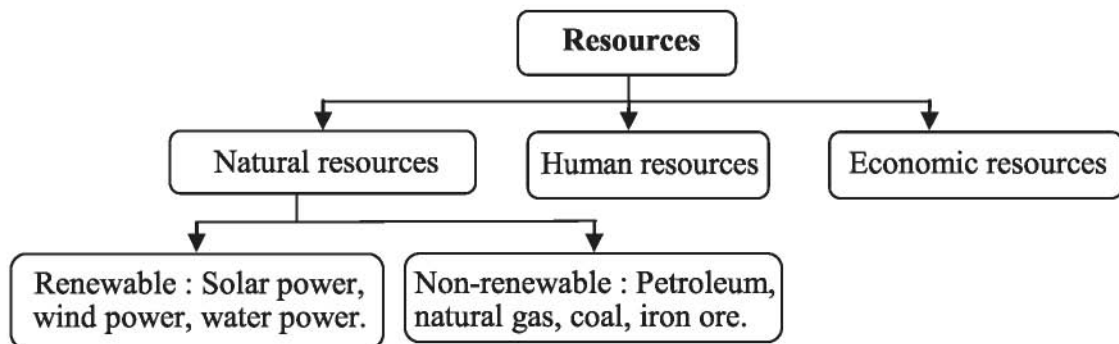 Resources
Natural resources
Human resources
Economic resources
Renewable : Solar power,
wind power, water power.
Non-renewable : Petroleum,
natural gas, coal, iron ore.